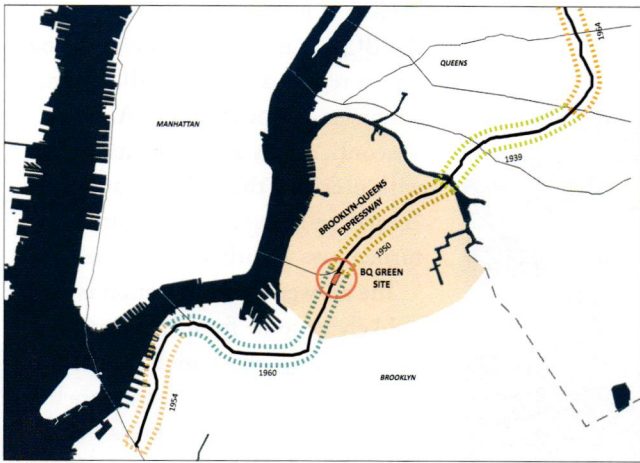 1964
QUEENS
MANHATTAN
1939
BROOKLYN-QUEENS
EXPRESSWAY
1950
BQ GREEN
SITE
1960
BROOKLYN
1954